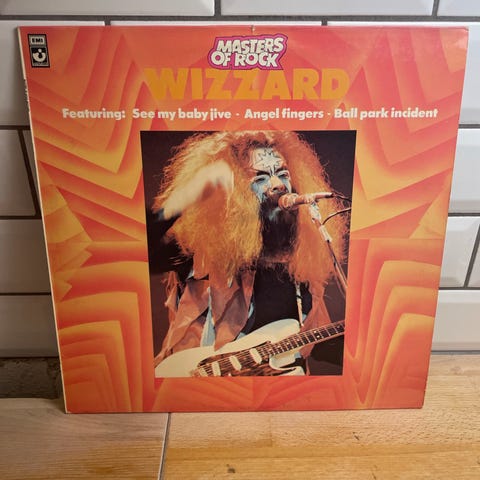 EMI
MASTERS
OF ROCK
WIZZARD
Featuring: See my baby jive - Angel fingers - Ball park incident